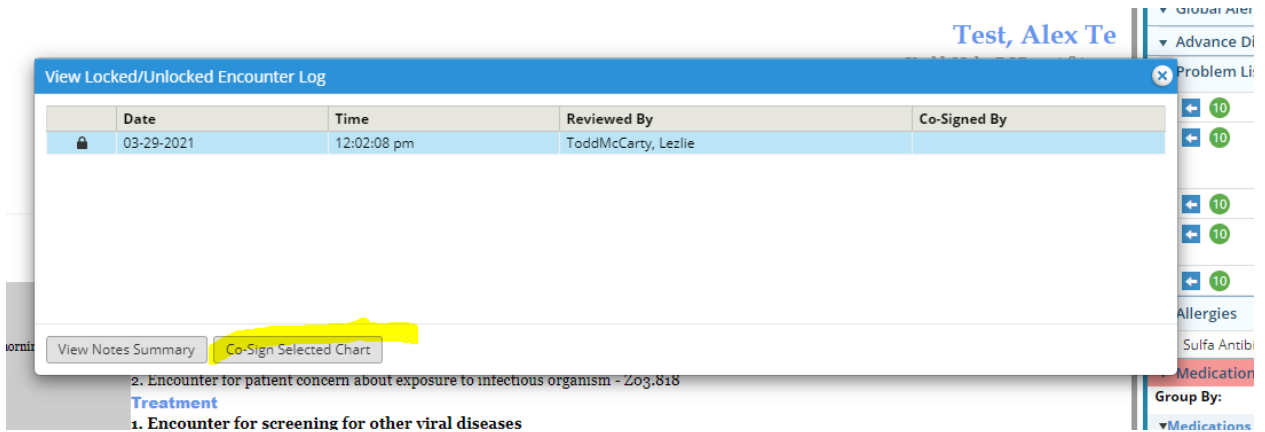 Global Aler
Test, Alex Te
Advance Di
View Locked/Unlocked Encounter Log
Problem Lis
Date Time Reviewed By Co-Signed By
10
03-29-2021 12:02:08 pm ToddMcCarty, Lezlie
10
10
10
10
Allergies
View Notes Summary Co-Sign Selected Chart
Sulfa Antibi
2. Encounter for patient concern about exposure to infectious organism - Z03.818
Medication
Treatment
Group By:
1. Encounter for screening for other viral diseases
Medications